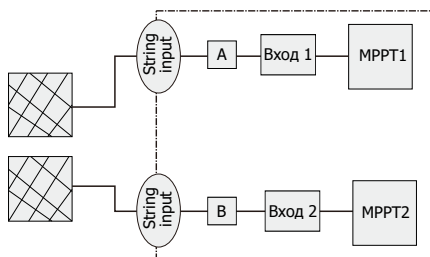 String
input
A
Вход 1
MPPT1
String
input
B
Вход 2
MPPT2